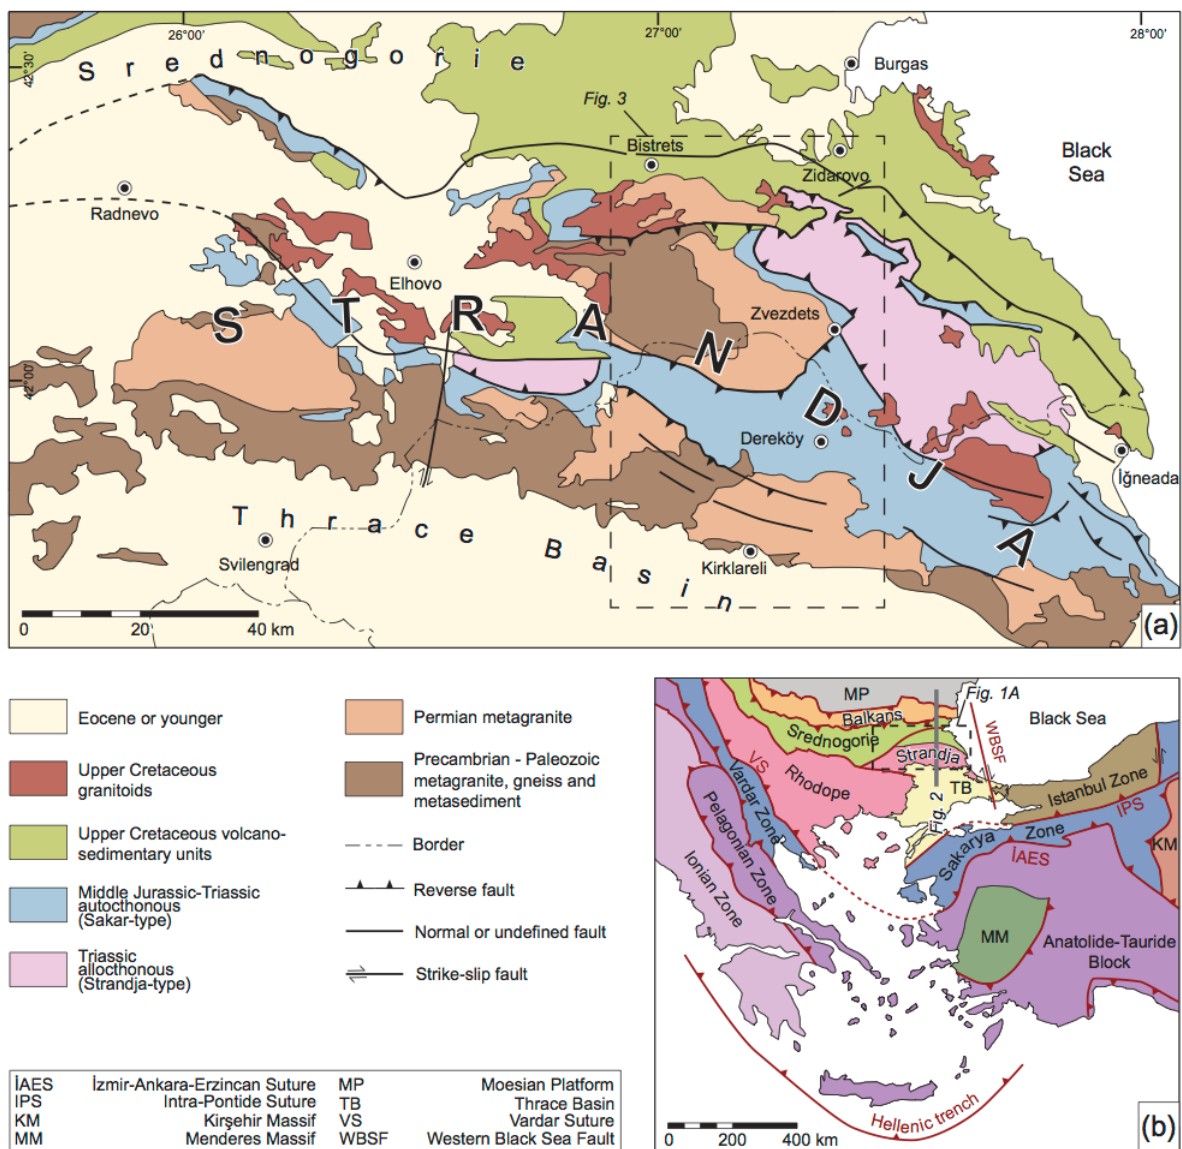 26°00'
27°00'
28°00'
42°30'
42°00'
Srednogorie
Burgas
Fig. 3
Bistrets
Zidarovo
Black
Sea
Radnevo
Elhovo
Zvezdets
STRANDJA
Dereköy
İğneada
Thrace Basin
Svilengrad
Kirklareli
0 20 40 km
(a)
Eocene or younger
Upper Cretaceous
granitoids
Upper Cretaceous volcano-
sedimentary units
Middle Jurassic-Triassic
autocthonous
(Sakar-type)
Triassic
allocthonous
(Strandja-type)
Permian metagranite
Precambrian - Paleozoic
metagranite, gneiss and
metasediment
Border
Reverse fault
Normal or undefined fault
Strike-slip fault
İAES İzmir-Ankara-Erzincan Suture MP Moesian Platform
IPS Intra-Pontide Suture TB Thrace Basin
KM Kirşehir Massif VS Vardar Suture
MM Menderes Massif WBSF Western Black Sea Fault
MP
Fig. 1A
Balkans
Black Sea
Srednogorie
WBSF
Strandja
VS
Vardar Zone
Rhodope
TB
Fig. 2
Istanbul Zone
IPS
Pelagonian Zone
Sakarya Zone
İAES
KM
Ionian Zone
MM
Anatolide-Tauride
Block
Hellenic trench
0 200 400 km
(b)